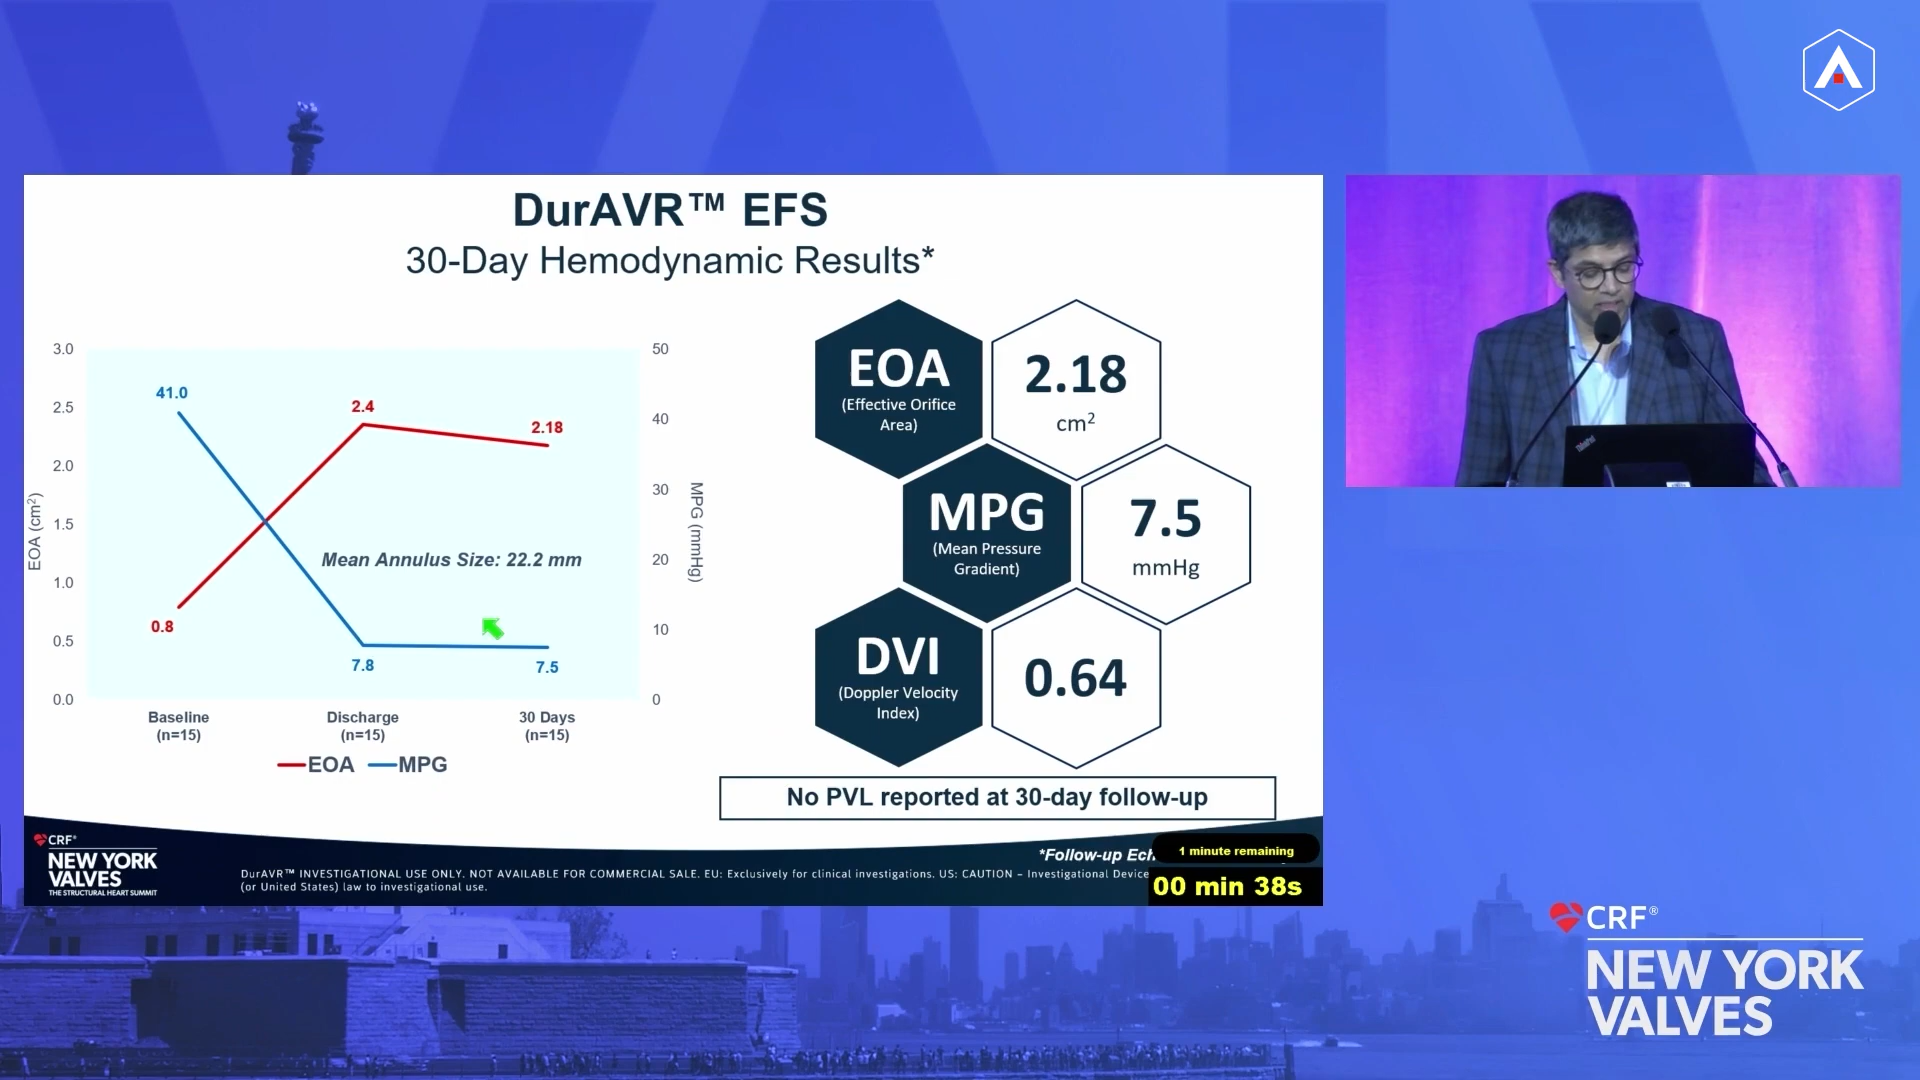 DurAVR™ EFS
30-Day Hemodynamic Results*
3.0
2.5
2.0
1.5
1.0
0.5
0.0
EOA (cm²)
50
40
30
20
10
0
MPG (mmHg)
41.0
2.4
2.18
0.8
7.8
7.5
Mean Annulus Size: 22.2 mm
Baseline
(n=15)
Discharge
(n=15)
30 Days
(n=15)
EOA
MPG
EOA
(Effective Orifice
Area)
2.18
cm²
MPG
(Mean Pressure
Gradient)
7.5
mmHg
DVI
(Doppler Velocity
Index)
0.64
No PVL reported at 30-day follow-up
CRF®
NEW YORK
VALVES
THE STRUCTURAL HEART SUMMIT
*Follow-up
DurAVR™ INVESTIGATIONAL USE ONLY. NOT AVAILABLE FOR COMMERCIAL SALE. EU: Exclusively for clinical investigations. US: CAUTION – Investigational Device
(or United States) law to investigational use.
1 minute remaining
00 min 38s
ThinkPad
CRF®
NEW YORK
VALVES